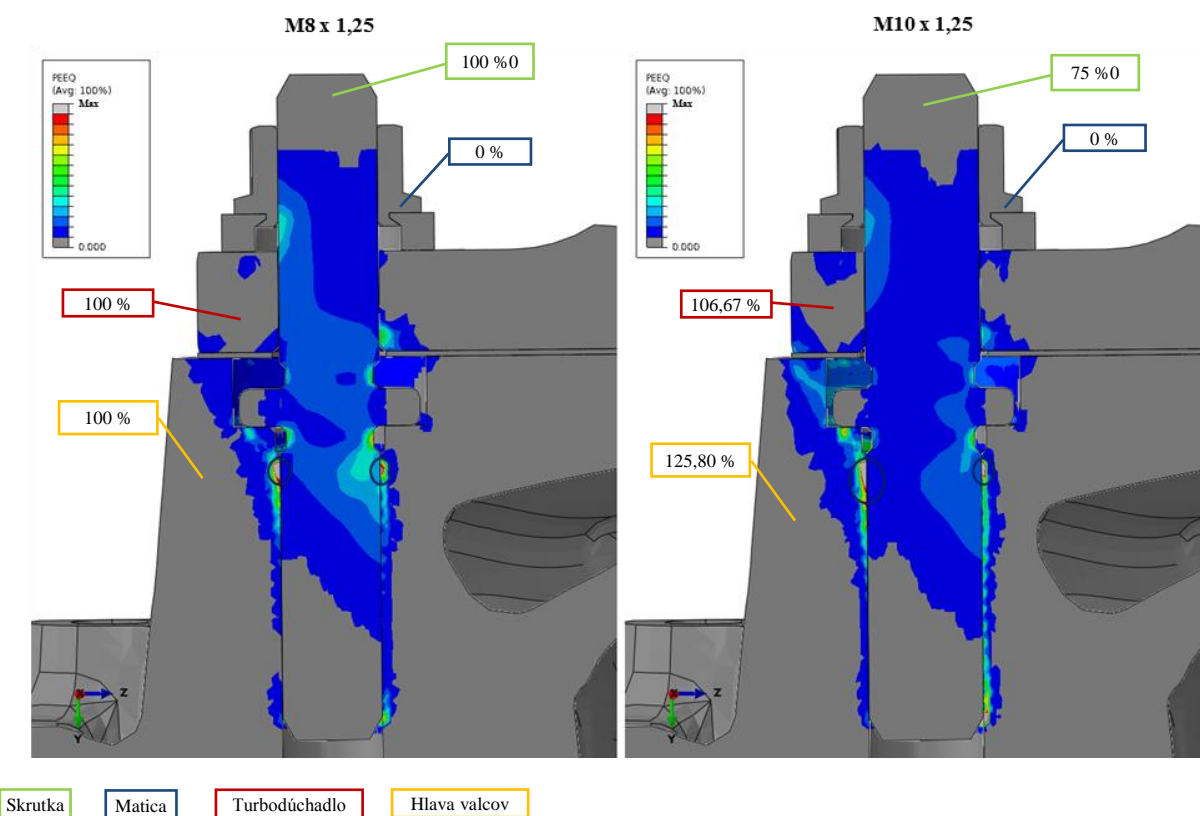 M8 x 1,25
M10 x 1,25
PEEQ
(Avg: 100%)
Max
0.000
100 %0
0 %
100 %
100 %
Z
Y
PEEQ
(Avg: 100%)
Max
0.000
75 %0
0 %
106,67 %
125,80 %
Z
Y
Skrutka
Matica
Turbodúchadlo
Hlava valcov